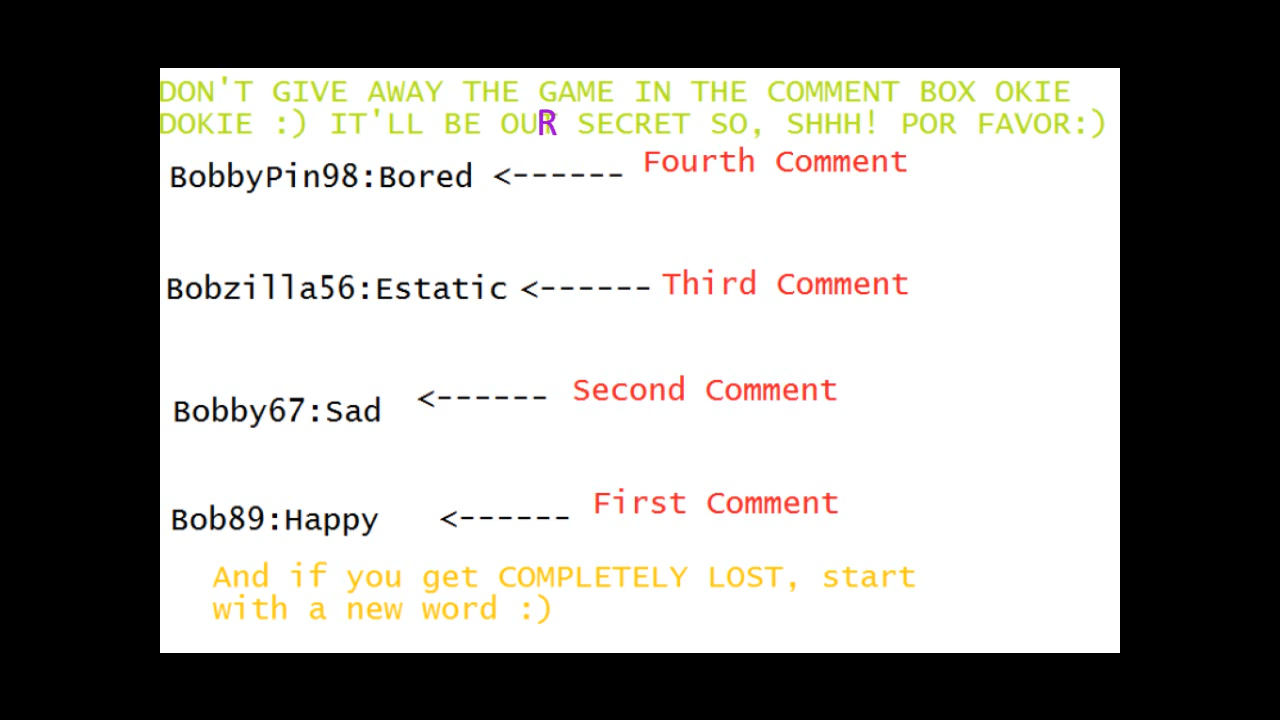 DON'T GIVE AWAY THE GAME IN THE COMMENT BOX OKIE
DOKIE :) IT'LL BE OUR SECRET SO, SHHH! POR FAVOR:)
BobbyPin98:Bored <------ Fourth Comment
Bobzilla56:Estatic <------ Third Comment
Bobby67:Sad <------ Second Comment
Bob89:Happy <------ First Comment
And if you get COMPLETELY LOST, start
with a new word :)